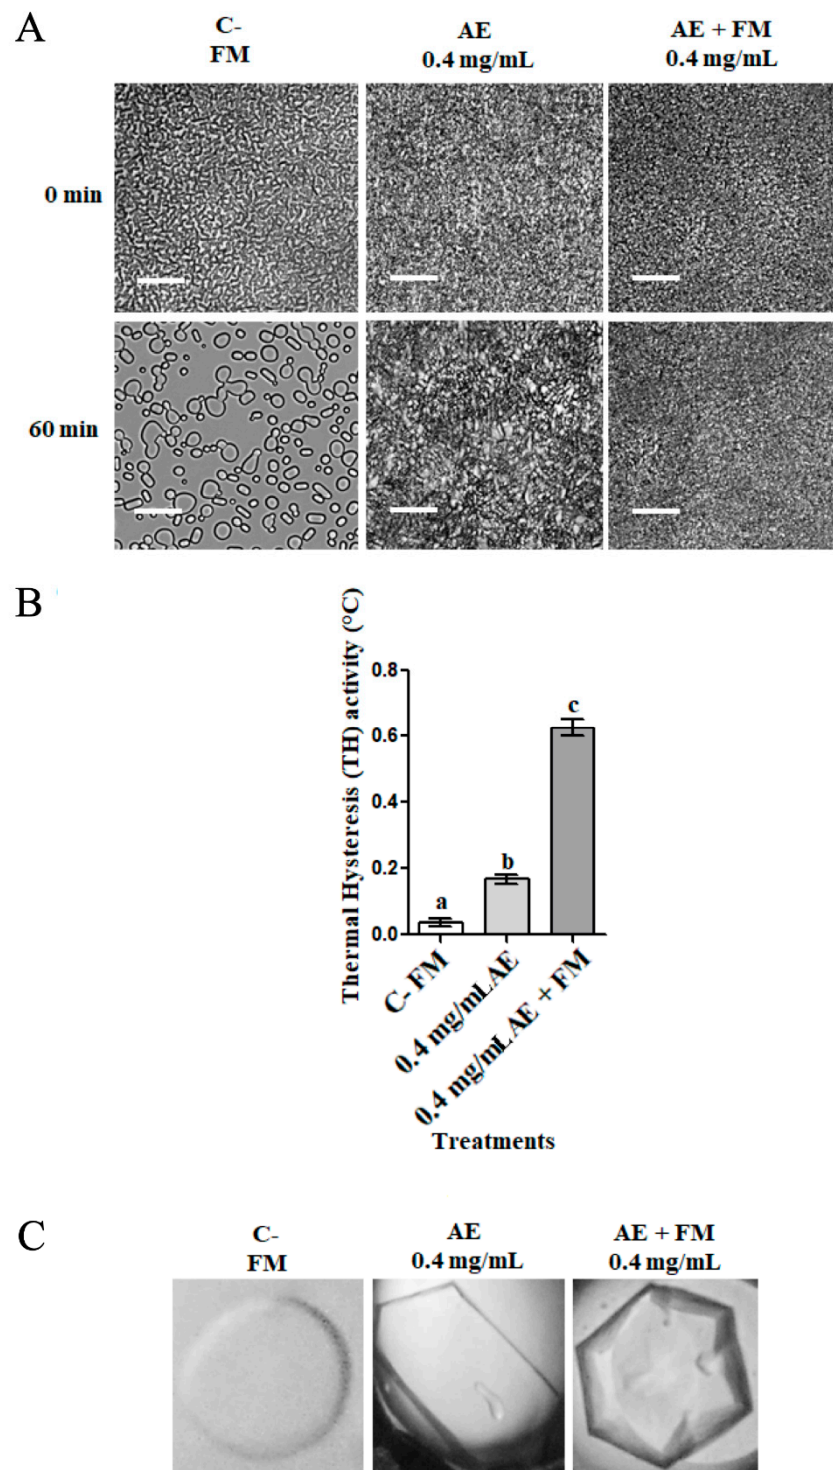 A
C-
FM
AE
0.4 mg/mL
AE + FM
0.4 mg/mL
0 min
60 min
B
Thermal Hysteresis (TH) activity (°C)
0.8
0.6
0.4
0.2
0.0
a
b
c
C- FM
0.4 mg/mL AE
0.4 mg/mL AE + FM
Treatments
C
C-
FM
AE
0.4 mg/mL
AE + FM
0.4 mg/mL